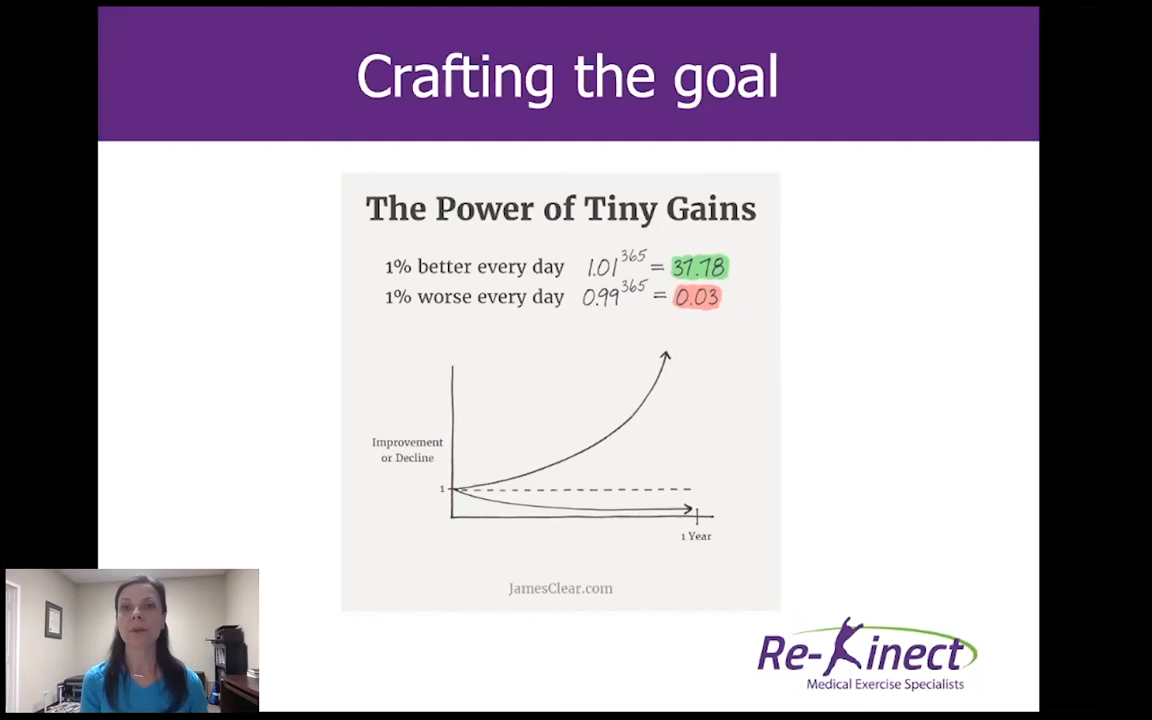 Crafting the goal
The Power of Tiny Gains
1% better every day 1.01^365 = 37.78
1% worse every day 0.99^365 = 0.03
Improvement
or Decline
1
1 Year
JamesClear.com
Re-Kinect
Medical Exercise Specialists